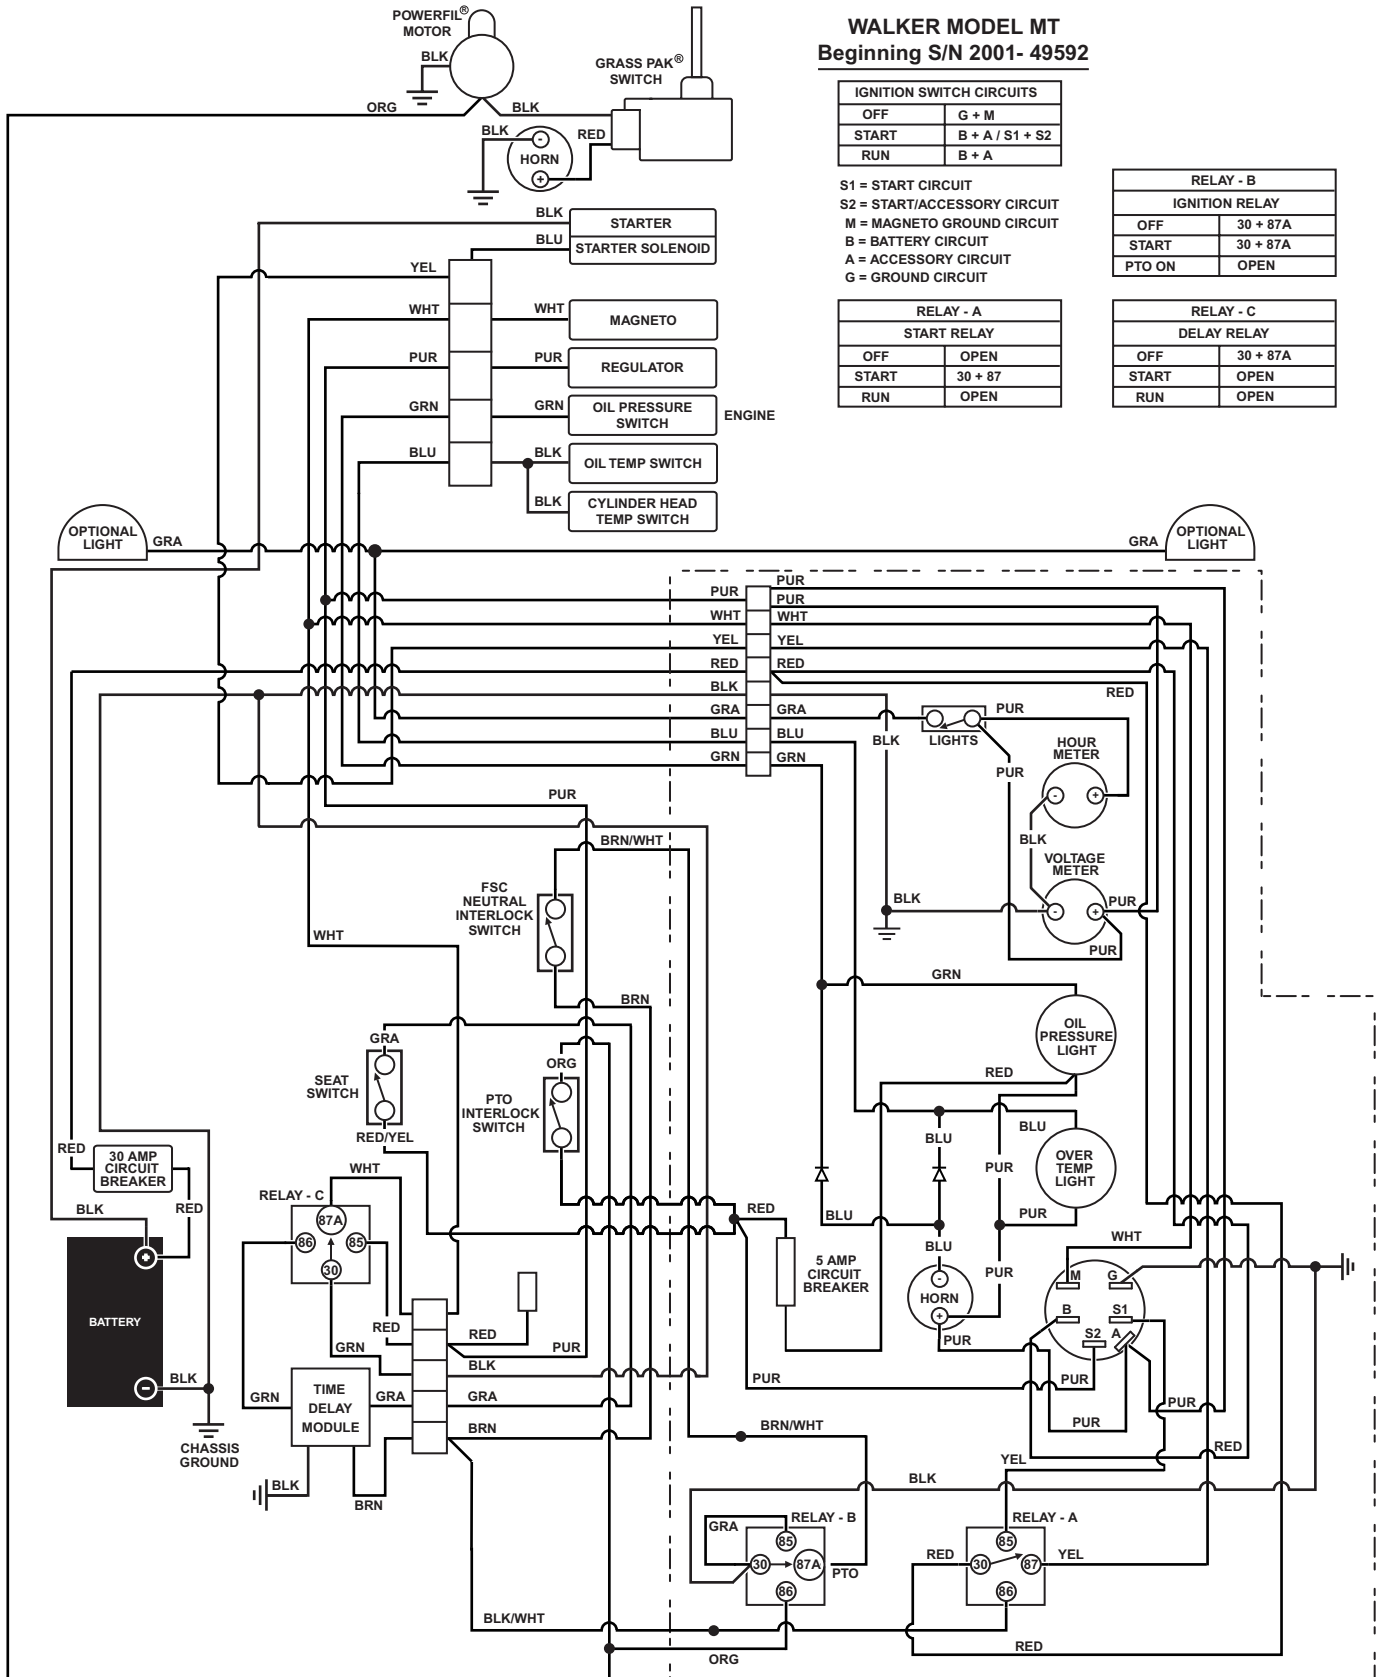 POWERFIL®
MOTOR
BLK
GRASS PAK®
SWITCH
ORG
BLK
BLK
RED
-
HORN
+
WALKER MODEL MT
Beginning S/N 2001- 49592
IGNITION SWITCH CIRCUITS
OFF G + M
START B + A / S1 + S2
RUN B + A
S1 = START CIRCUIT
S2 = START/ACCESSORY CIRCUIT
M = MAGNETO GROUND CIRCUIT
B = BATTERY CIRCUIT
A = ACCESSORY CIRCUIT
G = GROUND CIRCUIT
RELAY - B
IGNITION RELAY
OFF 30 + 87A
START 30 + 87A
PTO ON OPEN
RELAY - A
START RELAY
OFF OPEN
START 30 + 87
RUN OPEN
RELAY - C
DELAY RELAY
OFF 30 + 87A
START OPEN
RUN OPEN
BLK STARTER
BLU STARTER SOLENOID
YEL
WHT WHT MAGNETO
PUR PUR REGULATOR
GRN GRN OIL PRESSURE
SWITCH
ENGINE
BLU BLK OIL TEMP SWITCH
BLK CYLINDER HEAD
TEMP SWITCH
OPTIONAL
LIGHT
GRA
GRA
OPTIONAL
LIGHT
PUR PUR
PUR
WHT WHT
YEL YEL
RED RED
RED
BLK
GRA GRA
BLU BLU
GRN GRN
BLK
LIGHTS
PUR
PUR
HOUR
METER
- +
BLK
VOLTAGE
METER
- +
BLK
PUR
PUR
PUR
BRN/WHT
FSC
NEUTRAL
INTERLOCK
SWITCH
WHT
BRN
GRN
OIL
PRESSURE
LIGHT
RED
GRA
SEAT
SWITCH
RED/YEL
ORG
PTO
INTERLOCK
SWITCH
BLU
BLU
PUR
OVER
TEMP
LIGHT
PUR
RED
30 AMP
CIRCUIT
BREAKER
RED
BLK
RELAY - C
WHT
87A
86
85
30
RED
BLU
BLU
PUR
5 AMP
CIRCUIT
BREAKER
-
HORN
+
PUR
WHT
M
G
B
S1
S2
A
+
BATTERY
-
BLK
CHASSIS
GROUND
RED
RED
PUR
GRN
BLK
GRN
TIME
DELAY
MODULE
GRA
GRA
BRN
BLK
BRN
PUR
PUR
PUR
PUR
RED
BRN/WHT
YEL
BLK
RELAY - B
GRA
85
30
87A
86
PTO
RELAY - A
85
RED
30
87
YEL
86
BLK/WHT
ORG
RED